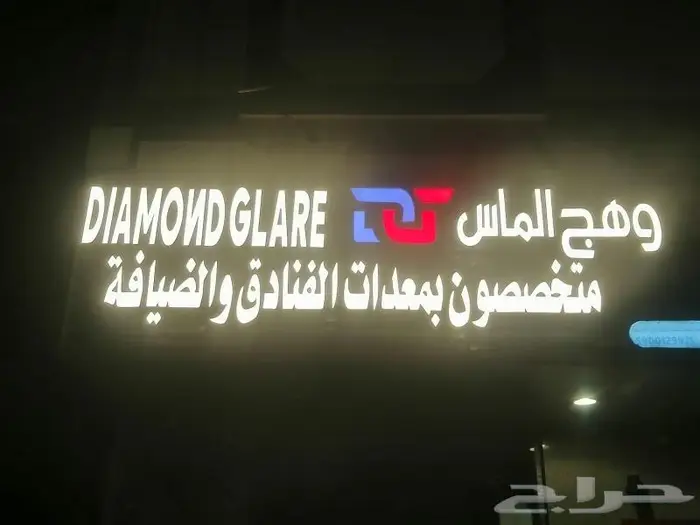 DIAMOND GLARE وهج الماس
متخصصون بمعدات الفنادق والضيافة
حراج